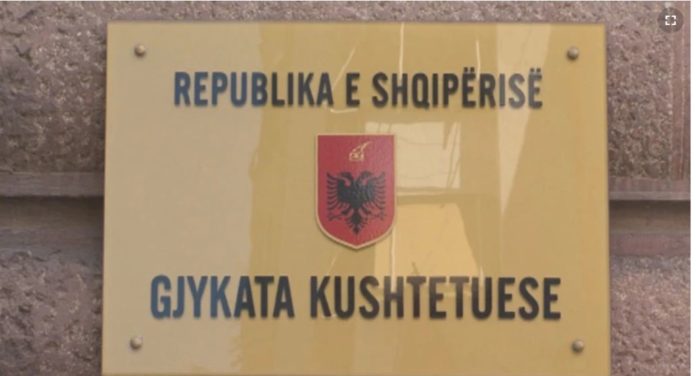 REPUBLIKA E SHQIPËRISË
GJYKATA KUSHTETUESE